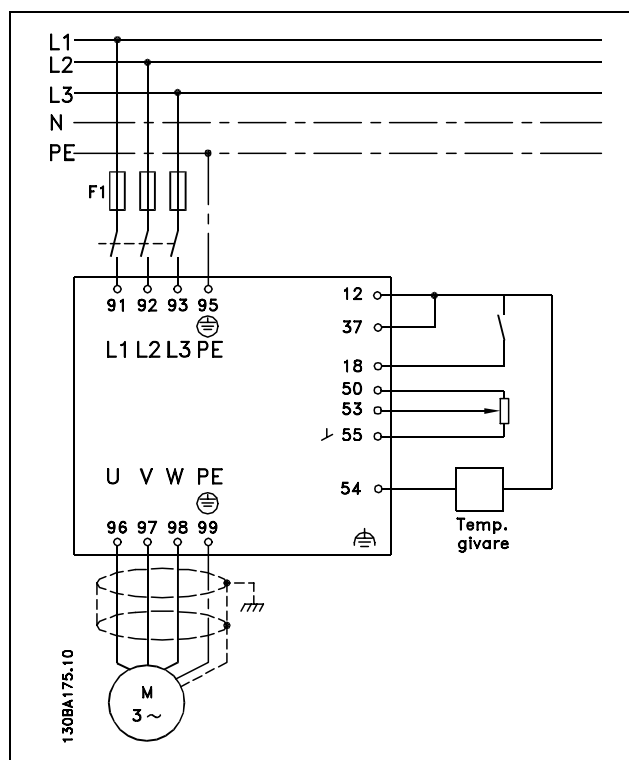 L1
L2
L3
N
PE
F1
91 92 93 95
L1 L2 L3 PE
12
37
18
50
53
55
54
U V W PE
96 97 98 99
Temp.
givare
M
3 ~
130BA175.10